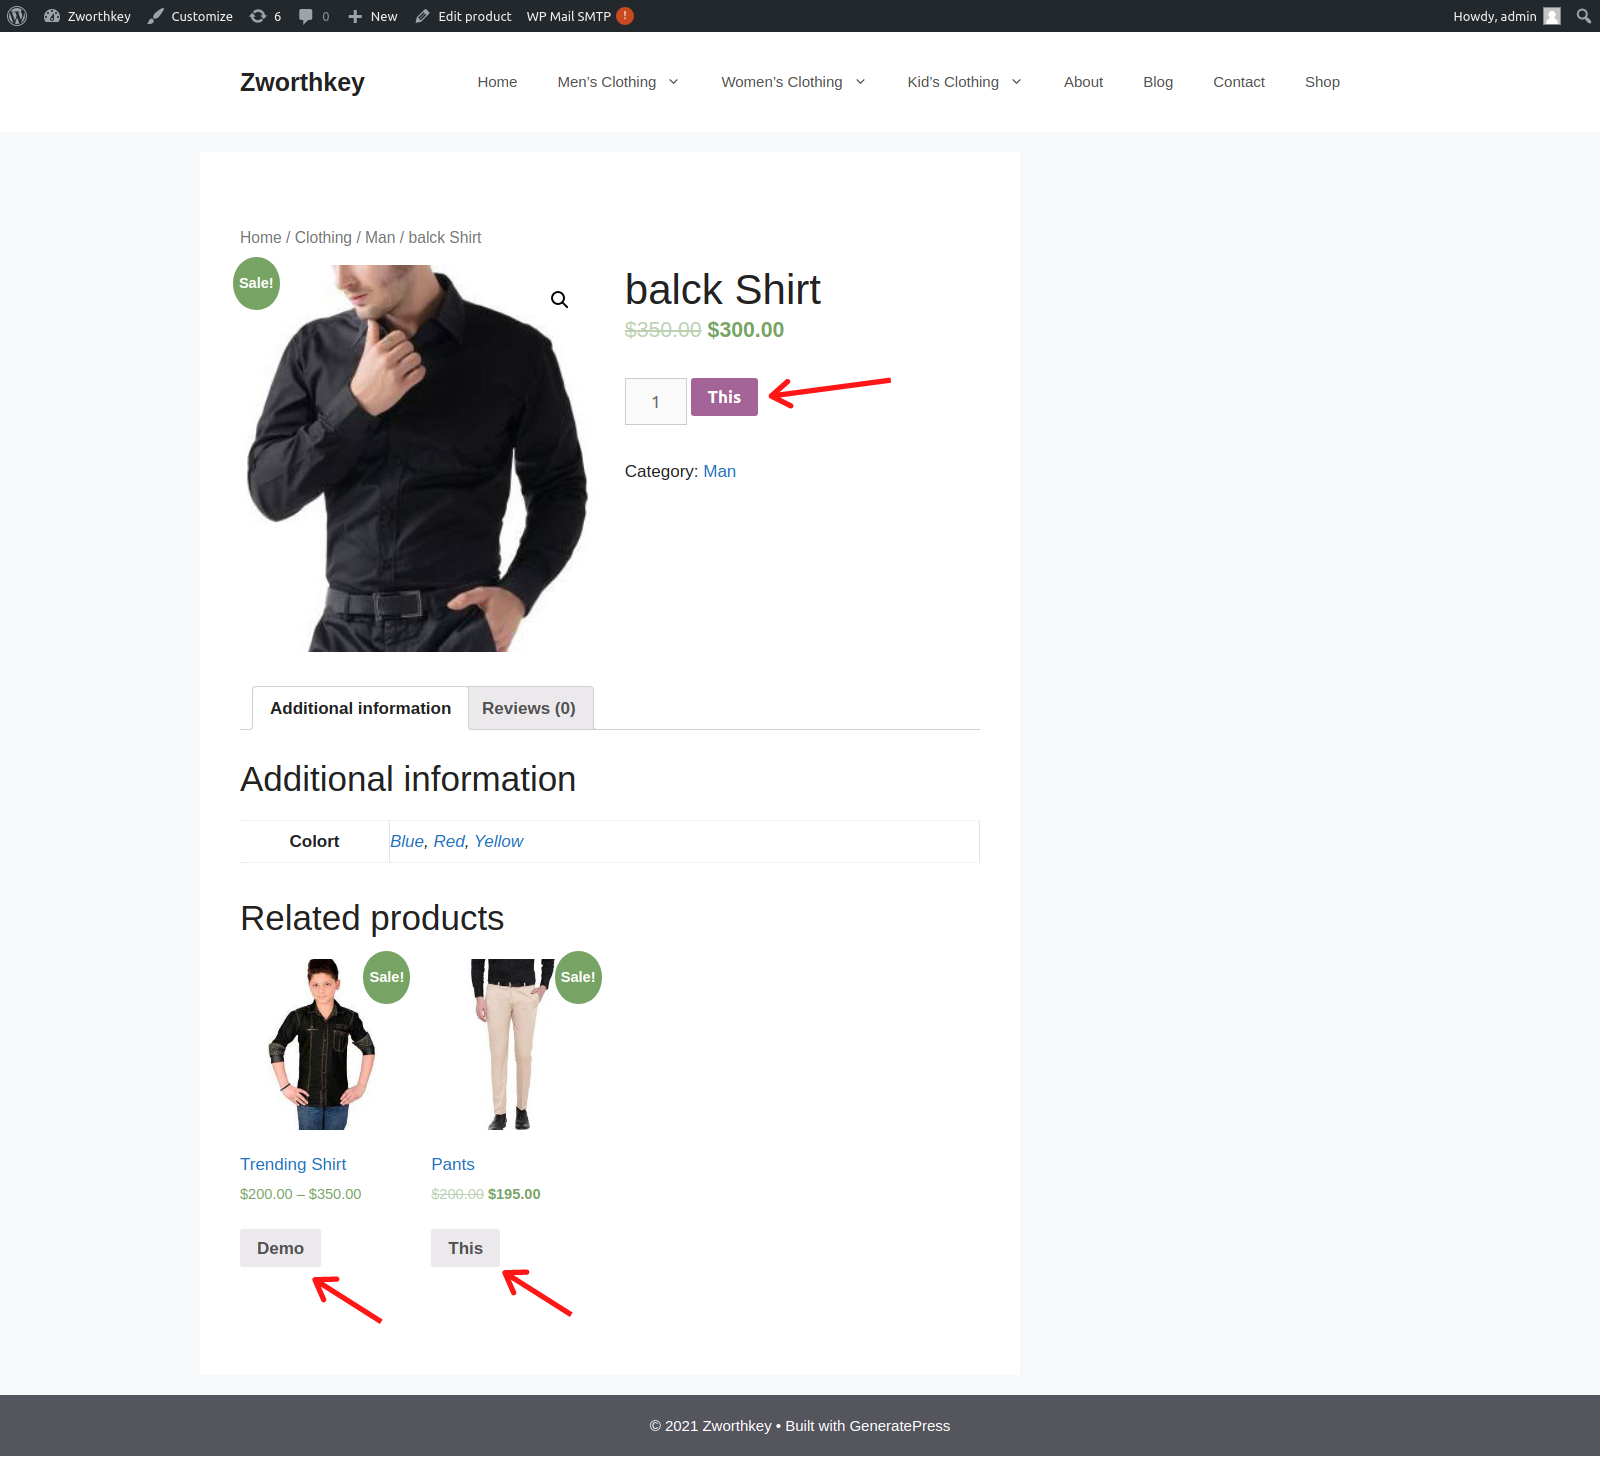 Zworthkey Customize 6 0 New Edit product WP Mail SMTP ! Howdy, admin
Zworthkey Home Men's Clothing Women's Clothing Kid's Clothing About Blog Contact Shop
Home / Clothing / Man / balck Shirt
Sale!
balck Shirt
$350.00 $300.00
1 This
Category: Man
Additional information Reviews (0)
Additional information
Colort Blue, Red, Yellow
Related products
Sale! Sale!
Trending Shirt Pants
$200.00 – $350.00 $200.00 $195.00
Demo This
© 2021 Zworthkey • Built with GeneratePress